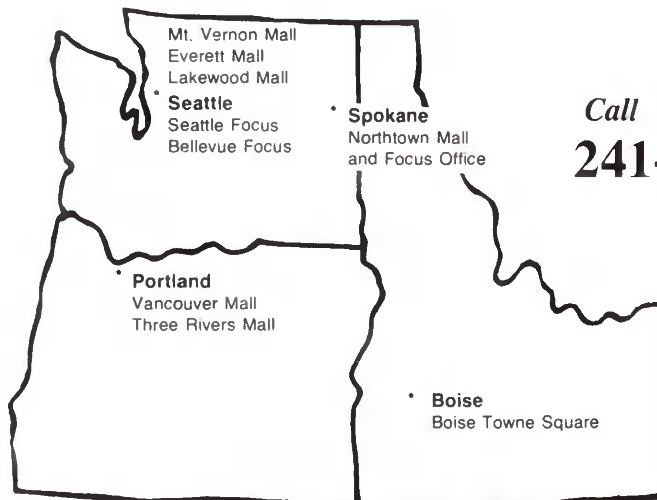 Mt. Vernon Mall
Everett Mall
Lakewood Mall
Seattle
Seattle Focus
Bellevue Focus
Spokane
Northtown Mall
and Focus Office
Call
241-
Portland
Vancouver Mall
Three Rivers Mall
Boise
Boise Towne Square